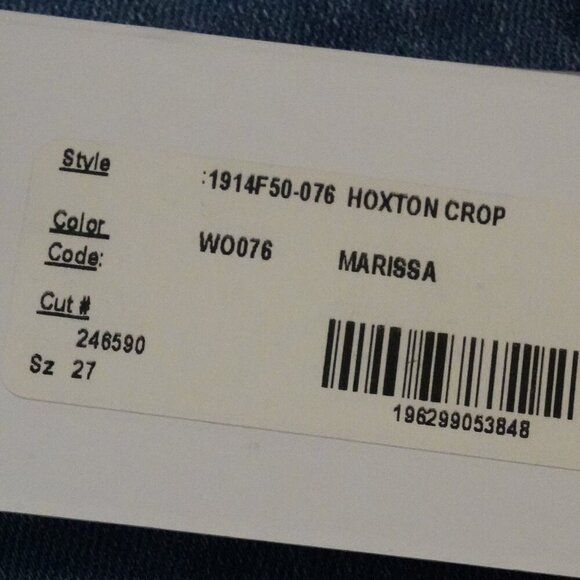 Style :1914F50-076 HOXTON CROP
Color
Code: WO076 MARISSA
Cut #
246590
Sz 27
196299053848